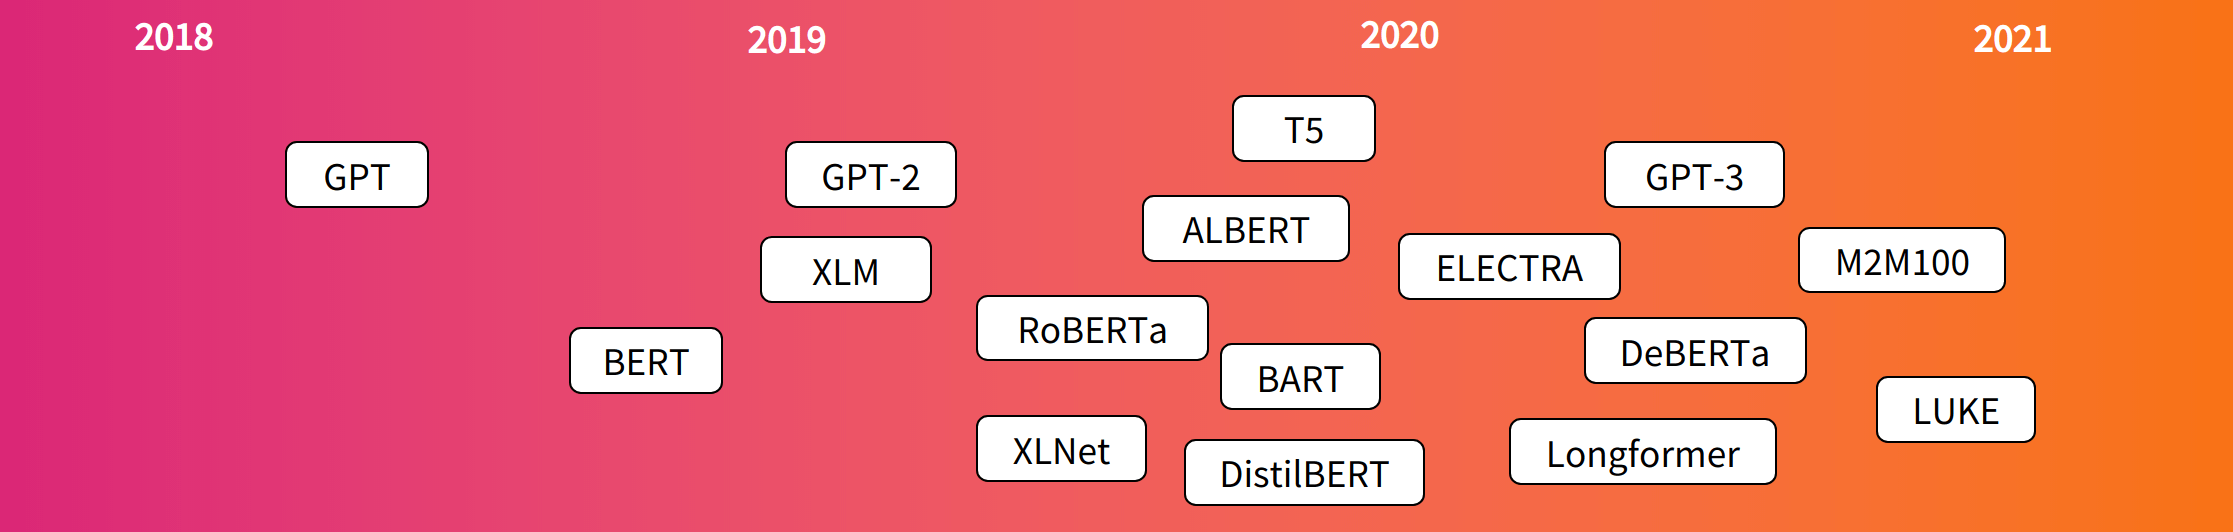 2018
2019
2020
2021
T5
GPT
GPT-2
GPT-3
ALBERT
XLM
ELECTRA
M2M100
RoBERTa
BERT
BART
DeBERTa
LUKE
XLNet
DistilBERT
Longformer